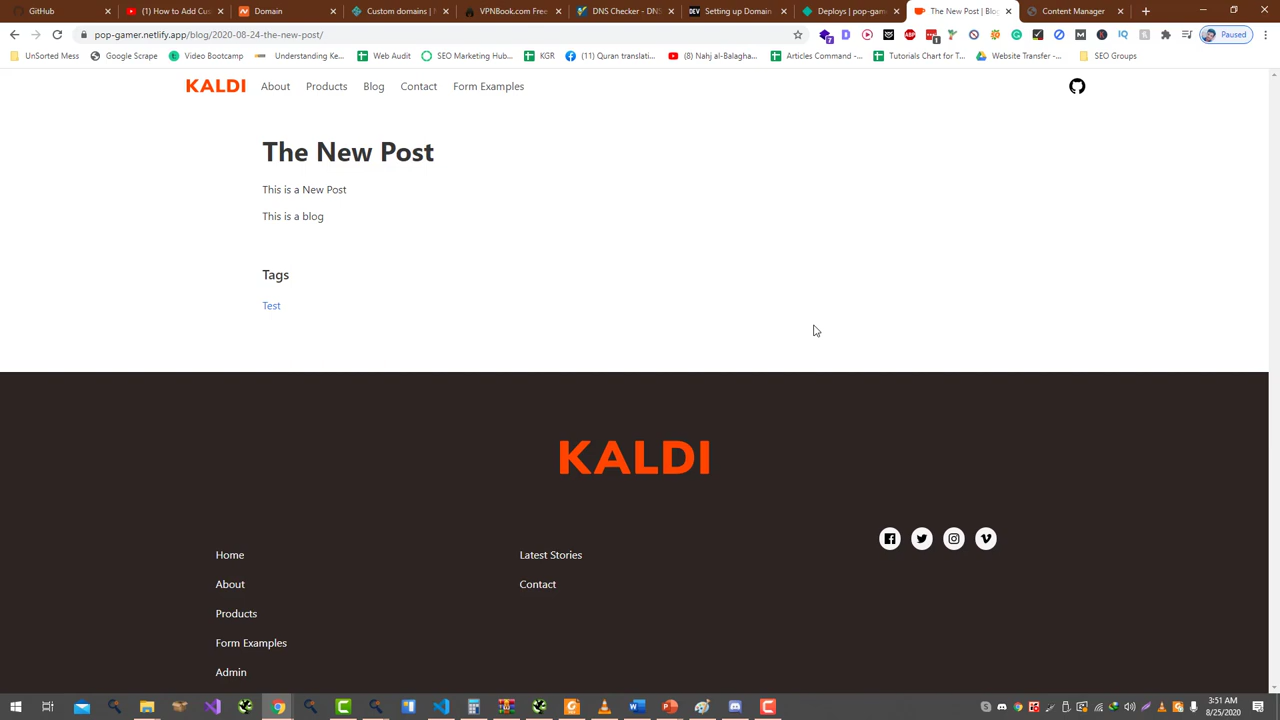 GitHub
(1) How to Add Cus
Domain
Custom domains |
VPNBook.com Free
DNS Checker - DNS
DEV
Setting up Domain
Deploys | pop-gam
The New Post | Blo
Content Manager
pop-gamer.netlify.app/blog/2020-08-24-the-new-post/
Paused
UnSorted Mess
Google Scrape
Video Bootcamp
Understanding Ke...
Web Audit
SEO Marketing Hub...
KGR
(11) Quran translati...
(8) Nahj al-Balagha...
Articles Command -...
Tutorials Chart for T...
Website Transfer -...
SEO Groups
KALDI
About
Products
Blog
Contact
Form Examples
The New Post
This is a New Post
This is a blog
Tags
Test
KALDI
Home
About
Products
Form Examples
Admin
Latest Stories
Contact
3:51 AM
8/25/2020